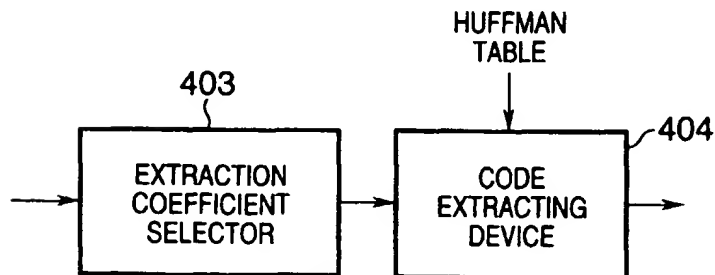 HUFFMAN
TABLE
403
404
EXTRACTION
COEFFICIENT
SELECTOR
CODE
EXTRACTING
DEVICE